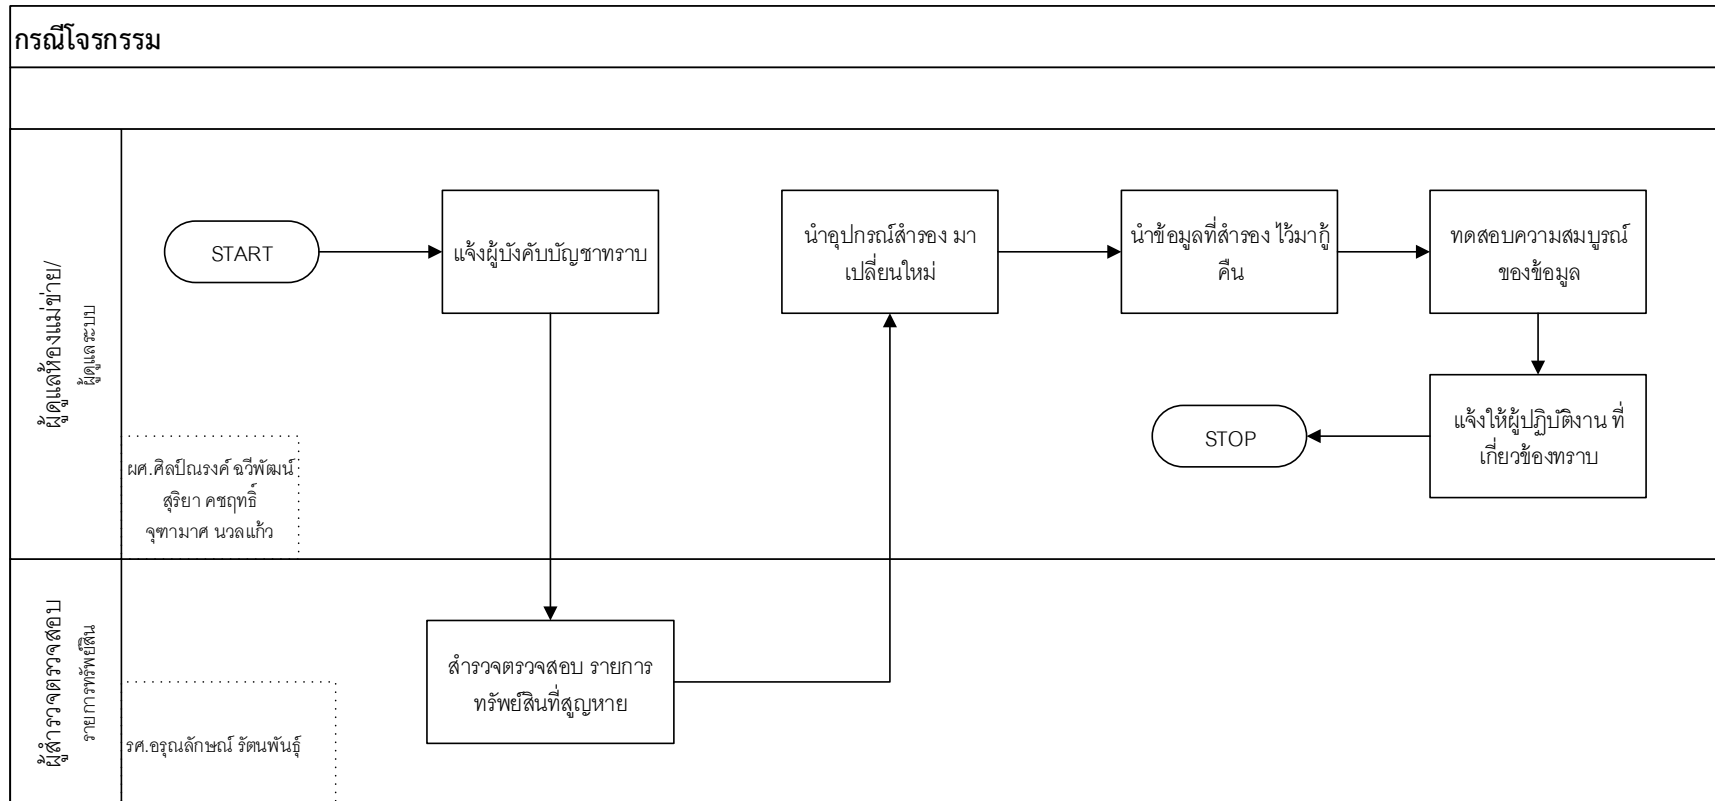 กรณีโจรกรรม
ผู้ดูแลห้องแม่ข่าย/
ผู้ดูแลระบบ
START
แจ้งผู้บังคับบัญชาทราบ
นำอุปกรณ์สำรอง มา
เปลี่ยนใหม่
นำข้อมูลที่สำรอง ไว้มากู้
คืน
ทดสอบความสมบูรณ์
ของข้อมูล
แจ้งให้ผู้ปฏิบัติงาน ที่
เกี่ยวข้องทราบ
STOP
ผศ.ศิลป์ณรงค์ ฉวีพัฒน์
สุริยา คชฤทธิ์
จุฑามาศ นวลแก้ว
ผู้สำรวจตรวจสอบ
รายการทรัพย์สิน
สำรวจตรวจสอบ รายการ
ทรัพย์สินที่สูญหาย
รศ.อรุณลักษณ์ รัตนพันธุ์